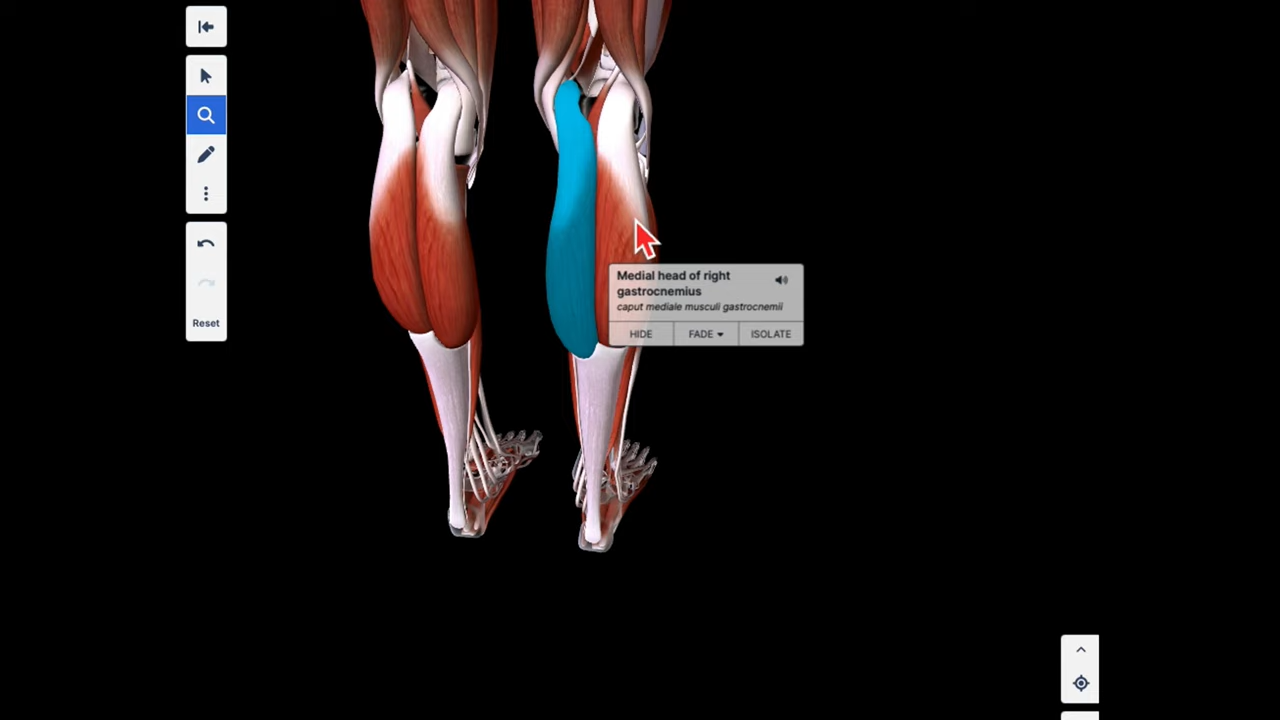 Medial head of right
gastrocnemius
caput mediale musculi gastrocnemii
HIDE FADE ISOLATE
Reset